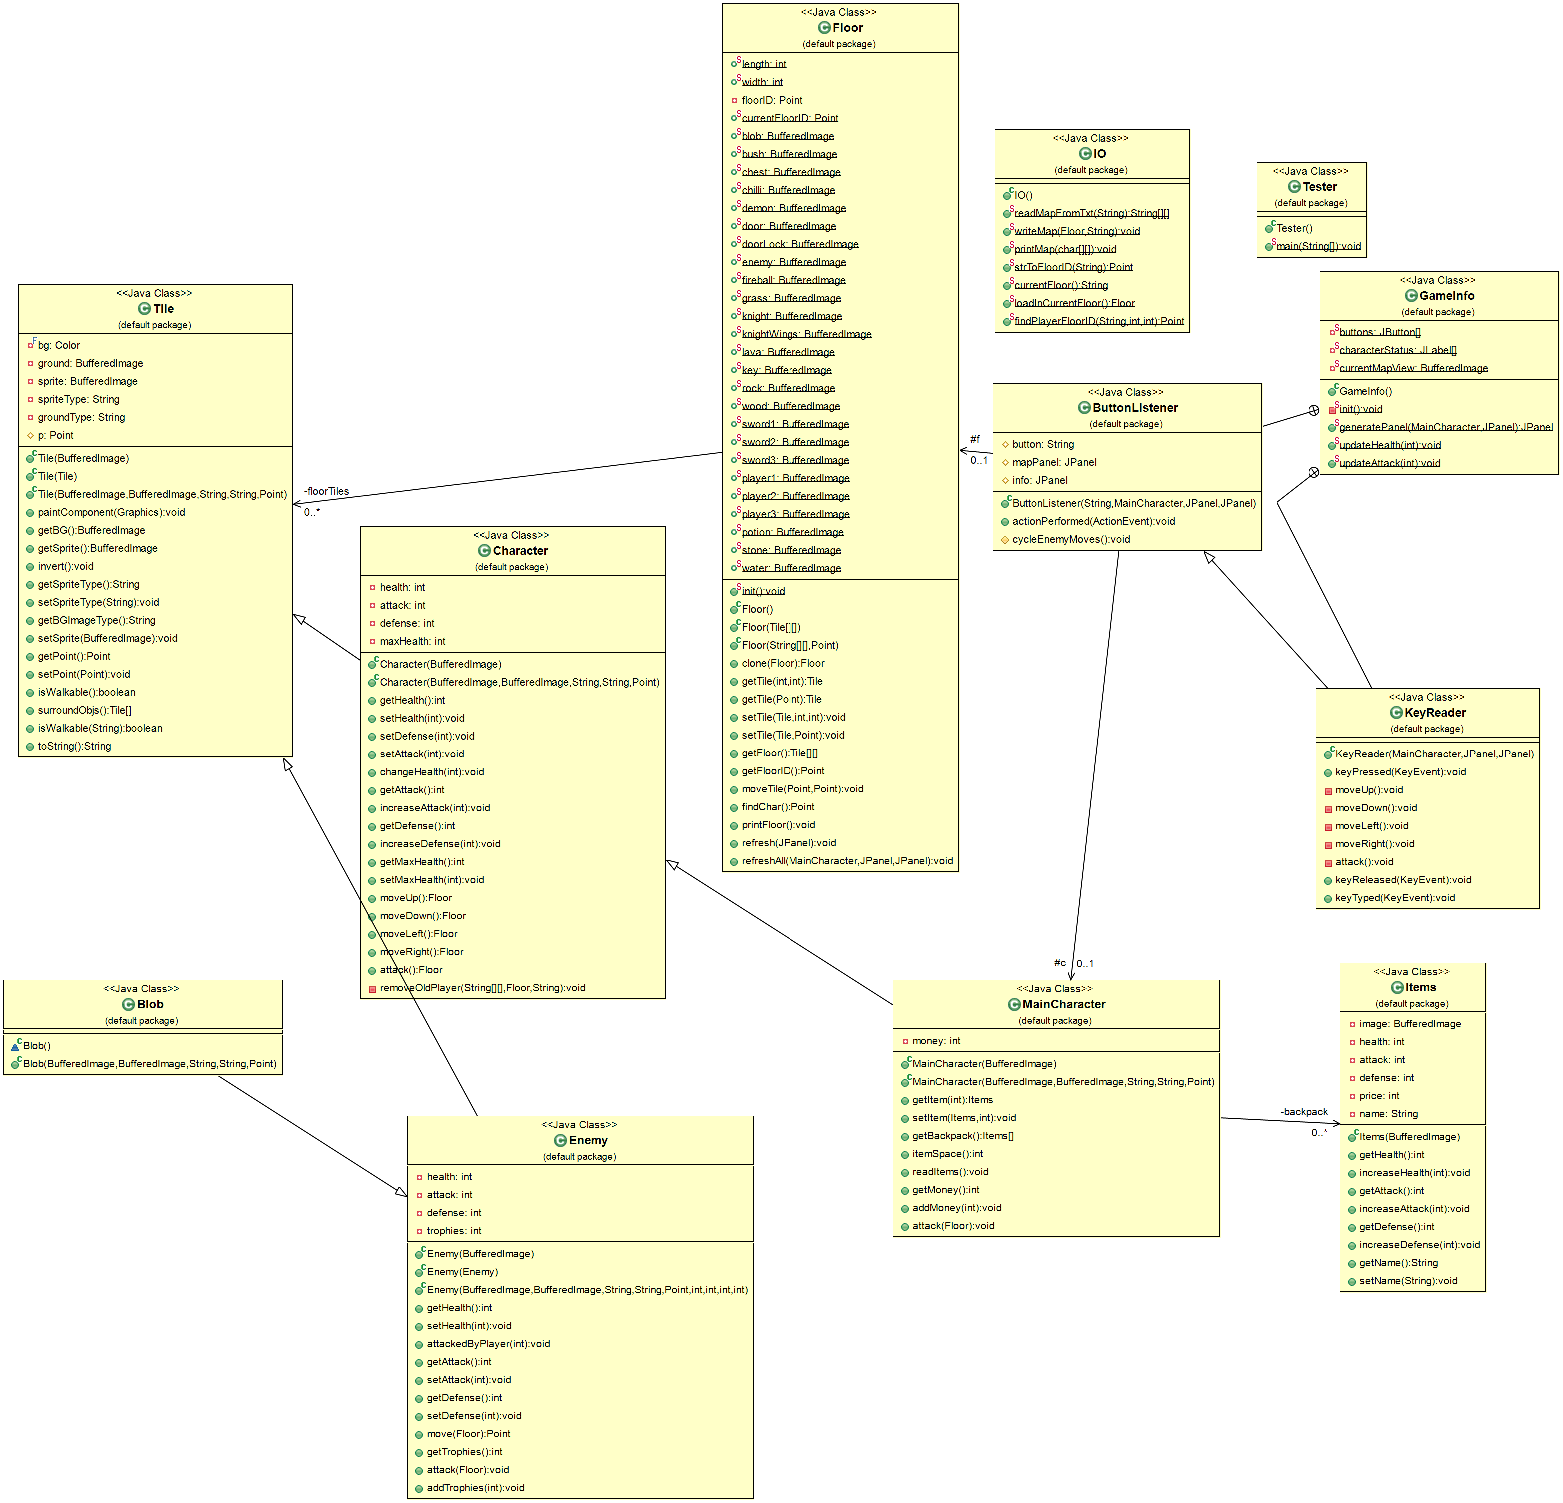 <<Java Class>>
Floor
(default package)
length: int
width: int
floorID: Point
currentFloorID: Point
blob: BufferedImage
bush: BufferedImage
chest: BufferedImage
chilli: BufferedImage
demon: BufferedImage
door: BufferedImage
doorLock: BufferedImage
enemy: BufferedImage
fireball: BufferedImage
grass: BufferedImage
knight: BufferedImage
knightWings: BufferedImage
lava: BufferedImage
key: BufferedImage
rock: BufferedImage
wood: BufferedImage
sword1: BufferedImage
sword2: BufferedImage
sword3: BufferedImage
player1: BufferedImage
player2: BufferedImage
player3: BufferedImage
potion: BufferedImage
stone: BufferedImage
water: BufferedImage
init():void
Floor()
Floor(Tile[][])
Floor(String[][],Point)
clone(Floor):Floor
getTile(int,int):Tile
getTile(Point):Tile
setTile(Tile,int,int):void
setTile(Tile,Point):void
getFloor():Tile[][]
getFloorID():Point
moveTile(Point,Point):void
findChar():Point
printFloor():void
refresh(JPanel):void
refreshAll(MainCharacter,JPanel,JPanel):void
<<Java Class>>
IO
(default package)
IO()
readMapFromTxt(String):String[][]
writeMap(Floor,String):void
printMap(char[][]):void
strToFloorID(String):Point
currentFloor():String
loadInCurrentFloor():Floor
findPlayerFloorID(String,int,int):Point
<<Java Class>>
Tester
(default package)
Tester()
main(String[]):void
<<Java Class>>
GameInfo
(default package)
buttons: JButton[]
characterStatus: JLabel[]
currentMapView: BufferedImage
GameInfo()
init():void
generatePanel(MainCharacter,JPanel):JPanel
updateHealth(int):void
updateAttack(int):void
<<Java Class>>
Tile
(default package)
bg: Color
ground: BufferedImage
sprite: BufferedImage
spriteType: String
groundType: String
p: Point
Tile(BufferedImage)
Tile(Tile)
Tile(BufferedImage,BufferedImage,String,String,Point)
paintComponent(Graphics):void
getBG():BufferedImage
getSprite():BufferedImage
invert():void
getSpriteType():String
setSpriteType(String):void
getBGImageType():String
setSprite(BufferedImage):void
getPoint():Point
setPoint(Point):void
isWalkable():boolean
surroundObjs():Tile[]
isWalkable(String):boolean
toString():String
-floorTiles
0..*
<<Java Class>>
ButtonListener
(default package)
button: String
mapPanel: JPanel
info: JPanel
ButtonListener(String,MainCharacter,JPanel,JPanel)
actionPerformed(ActionEvent):void
cycleEnemyMoves():void
#f
0..1
<<Java Class>>
Character
(default package)
health: int
attack: int
defense: int
maxHealth: int
Character(BufferedImage)
Character(BufferedImage,BufferedImage,String,String,Point)
getHealth():int
setHealth(int):void
setDefense(int):void
setAttack(int):void
changeHealth(int):void
getAttack():int
increaseAttack(int):void
getDefense():int
increaseDefense(int):void
getMaxHealth():int
setMaxHealth(int):void
moveUp():Floor
moveDown():Floor
moveLeft():Floor
moveRight():Floor
attack():Floor
removeOldPlayer(String[][],Floor,String):void
<<Java Class>>
KeyReader
(default package)
KeyReader(MainCharacter,JPanel,JPanel)
keyPressed(KeyEvent):void
moveUp():void
moveDown():void
moveLeft():void
moveRight():void
attack():void
keyReleased(KeyEvent):void
keyTyped(KeyEvent):void
#c
0..1
<<Java Class>>
Blob
(default package)
Blob()
Blob(BufferedImage,BufferedImage,String,String,Point)
<<Java Class>>
MainCharacter
(default package)
money: int
MainCharacter(BufferedImage)
MainCharacter(BufferedImage,BufferedImage,String,String,Point)
getItem(int):Items
setItem(Items,int):void
getBackpack():Items[]
itemSpace():int
readItems():void
getMoney():int
addMoney(int):void
attack(Floor):void
-backpack
0..*
<<Java Class>>
Items
(default package)
image: BufferedImage
health: int
attack: int
defense: int
price: int
name: String
Items(BufferedImage)
getHealth():int
increaseHealth(int):void
getAttack():int
increaseAttack(int):void
getDefense():int
increaseDefense(int):void
getName():String
setName(String):void
<<Java Class>>
Enemy
(default package)
health: int
attack: int
defense: int
trophies: int
Enemy(BufferedImage)
Enemy(Enemy)
Enemy(BufferedImage,BufferedImage,String,String,Point,int,int,int,int)
getHealth():int
setHealth(int):void
attackedByPlayer(int):void
getAttack():int
setAttack(int):void
getDefense():int
setDefense(int):void
move(Floor):Point
getTrophies():int
attack(Floor):void
addTrophies(int):void